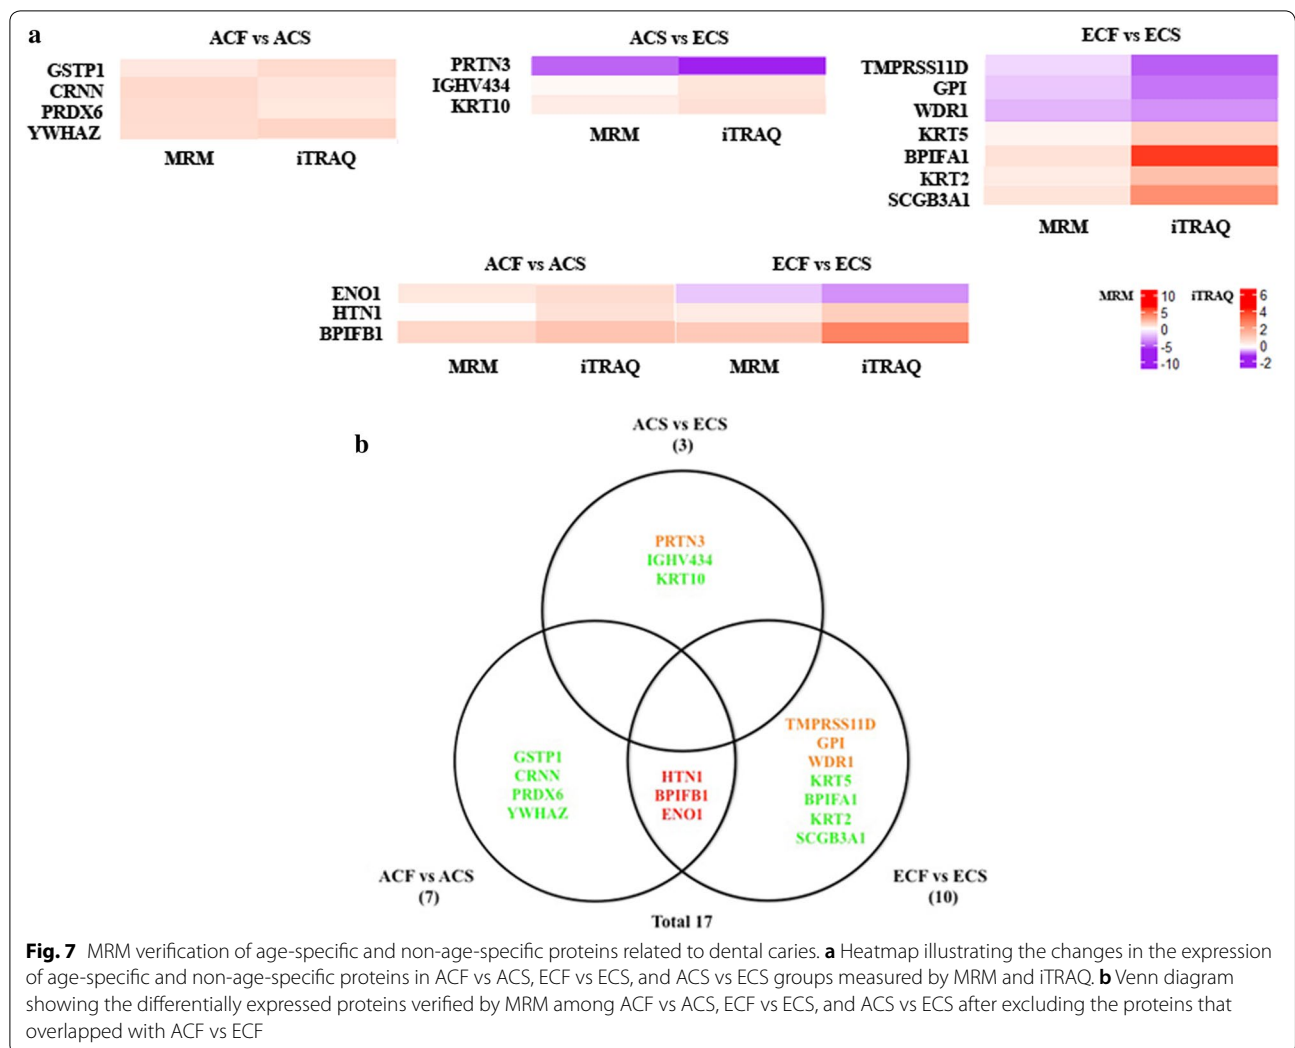 a
ACF vs ACS
GSTP1
CRNN
PRDX6
YWHAZ
MRM iTRAQ
ACS vs ECS
PRTN3
IGHV434
KRT10
MRM iTRAQ
ECF vs ECS
TMPRSS11D
GPI
WDR1
KRT5
BPIFA1
KRT2
SCGB3A1
MRM iTRAQ
ACF vs ACS ECF vs ECS
ENO1
HTN1
BPIFB1
MRM iTRAQ MRM iTRAQ
MRM
10
5
0
-5
-10
iTRAQ
6
4
2
0
-2
b
ACS vs ECS
(3)
PRTN3
IGHV434
KRT10
GSTP1
CRNN
PRDX6
YWHAZ
HTN1
BPIFB1
ENO1
TMPRSS11D
GPI
WDR1
KRT5
BPIFA1
KRT2
SCGB3A1
ACF vs ACS
(7)
ECF vs ECS
(10)
Total 17
Fig. 7 MRM verification of age-specific and non-age-specific proteins related to dental caries. a Heatmap illustrating the changes in the expression
of age-specific and non-age-specific proteins in ACF vs ACS, ECF vs ECS, and ACS vs ECS groups measured by MRM and iTRAQ. b Venn diagram
showing the differentially expressed proteins verified by MRM among ACF vs ACS, ECF vs ECS, and ACS vs ECS after excluding the proteins that
overlapped with ACF vs ECF